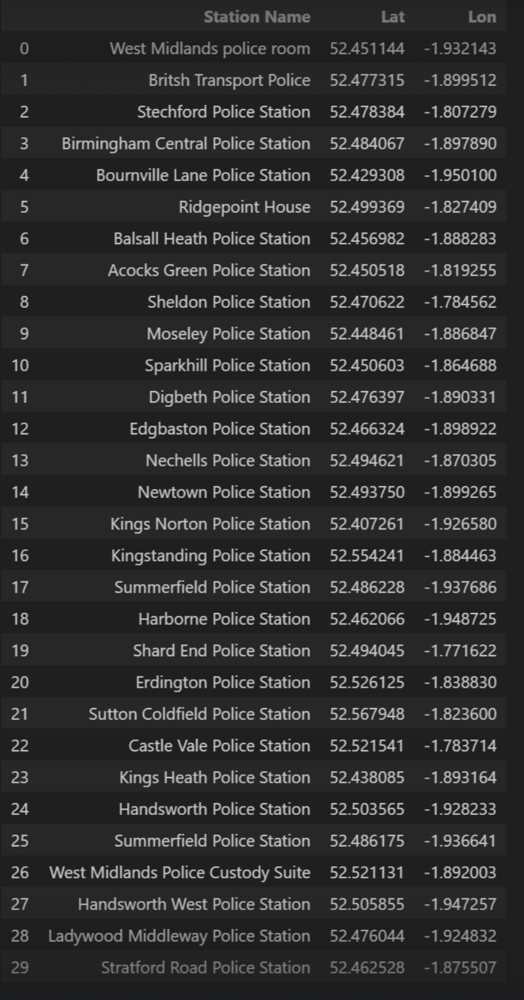 Station Name Lat Lon
0 West Midlands police room 52.451144 -1.932143
1 Britsh Transport Police 52.477315 -1.899512
2 Stechford Police Station 52.478384 -1.807279
3 Birmingham Central Police Station 52.484067 -1.897890
4 Bournville Lane Police Station 52.429308 -1.950100
5 Ridgepoint House 52.499369 -1.827409
6 Balsall Heath Police Station 52.456982 -1.888283
7 Acocks Green Police Station 52.450518 -1.819255
8 Sheldon Police Station 52.470622 -1.784562
9 Moseley Police Station 52.448461 -1.886847
10 Sparkhill Police Station 52.450603 -1.864688
11 Digbeth Police Station 52.476397 -1.890331
12 Edgbaston Police Station 52.466324 -1.898922
13 Nechells Police Station 52.494621 -1.870305
14 Newtown Police Station 52.493750 -1.899265
15 Kings Norton Police Station 52.407261 -1.926580
16 Kingstanding Police Station 52.554241 -1.884463
17 Summerfield Police Station 52.486228 -1.937686
18 Harborne Police Station 52.462066 -1.948725
19 Shard End Police Station 52.494045 -1.771622
20 Erdington Police Station 52.526125 -1.838830
21 Sutton Coldfield Police Station 52.567948 -1.823600
22 Castle Vale Police Station 52.521541 -1.783714
23 Kings Heath Police Station 52.438085 -1.893164
24 Handsworth Police Station 52.503565 -1.928233
25 Summerfield Police Station 52.486175 -1.936641
26 West Midlands Police Custody Suite 52.521131 -1.892003
27 Handsworth West Police Station 52.505855 -1.947257
28 Ladywood Middleway Police Station 52.476044 -1.924832
29 Stratford Road Police Station 52.462528 -1.875507